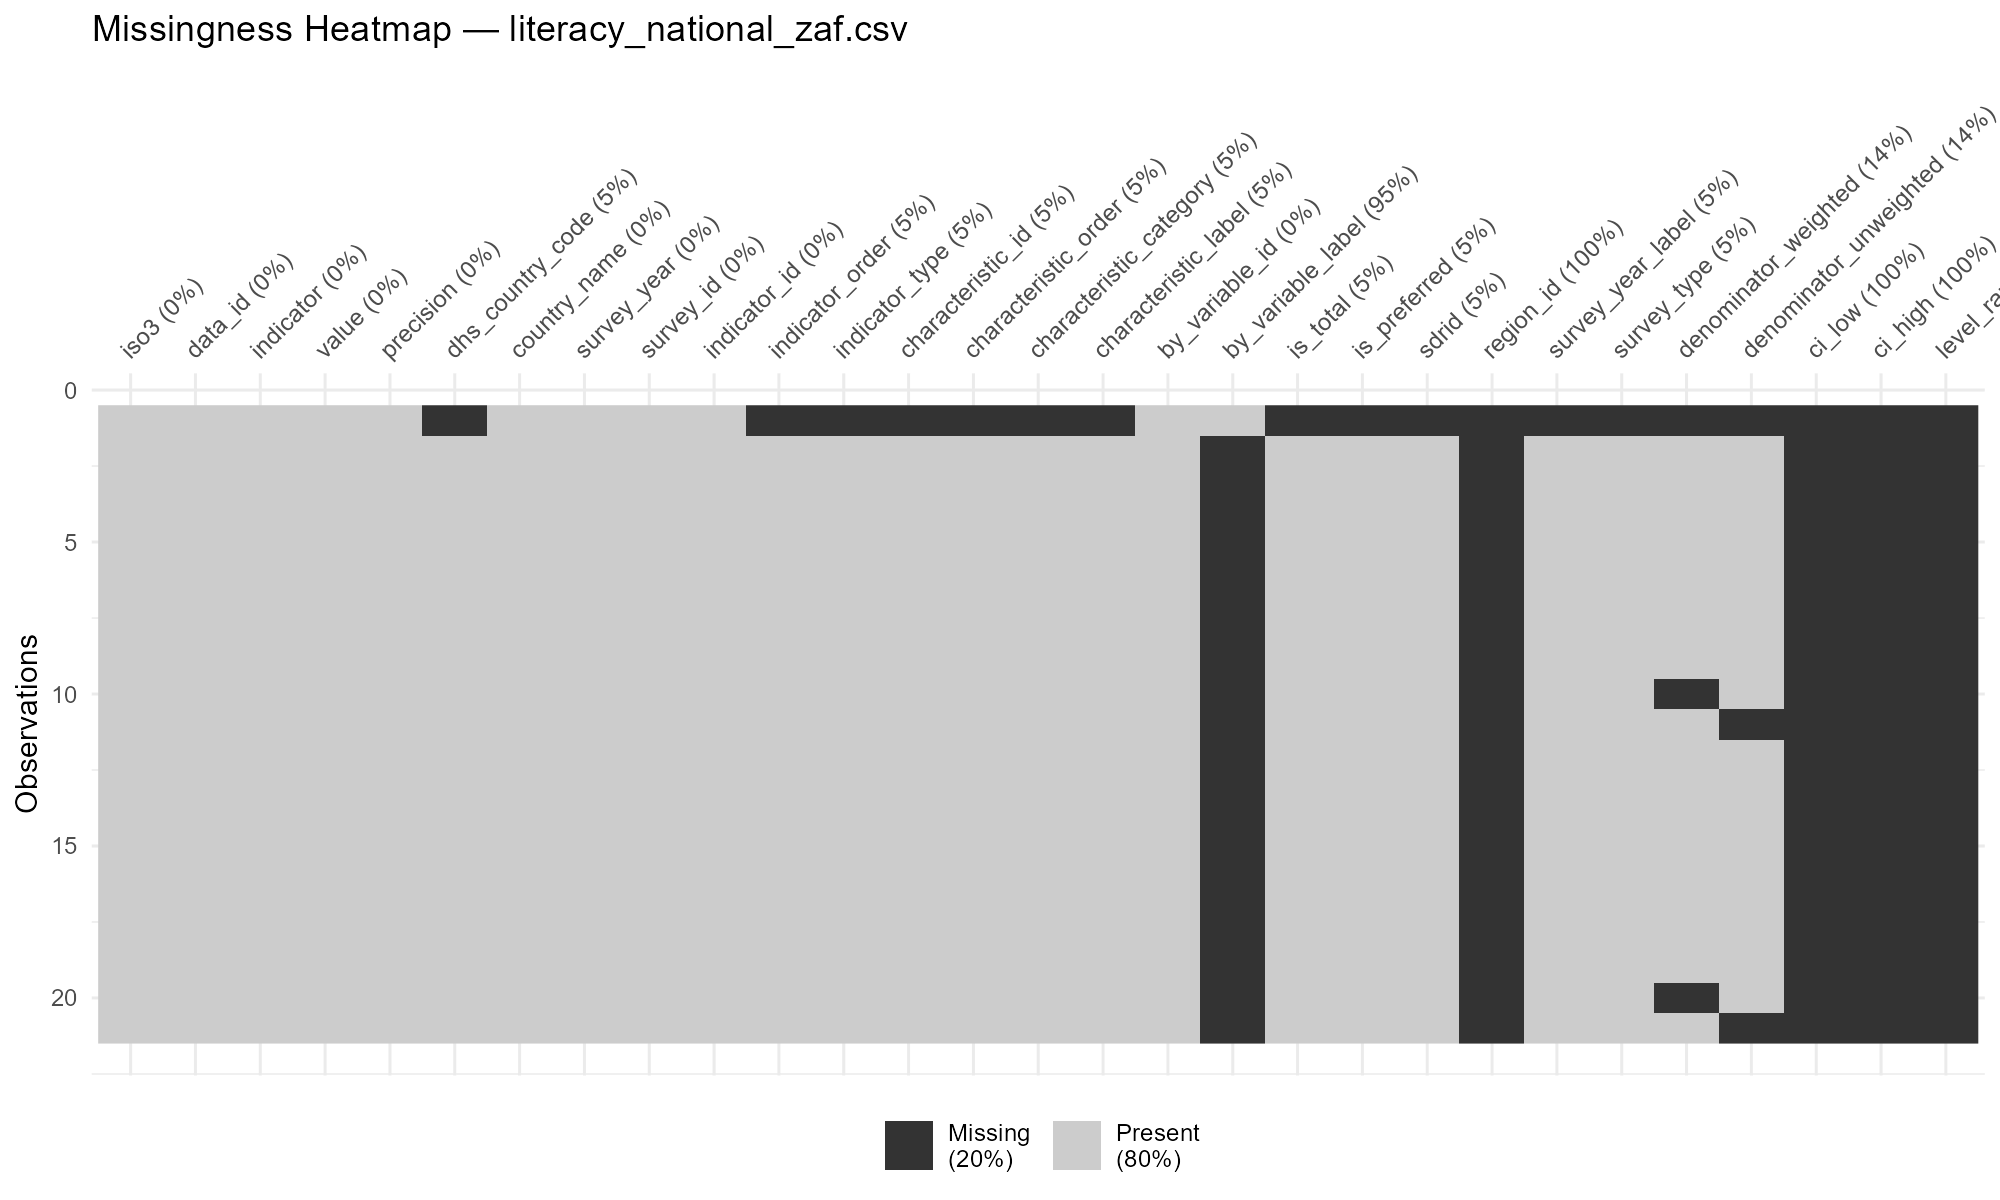 Missingness Heatmap — literacy_national_zaf.csv
iso3 (0%)
data_id (0%)
indicator (0%)
value (0%)
precision (0%)
dhs_country_code (5%)
country_name (0%)
survey_year (0%)
survey_id (0%)
indicator_id (0%)
indicator_order (5%)
indicator_type (5%)
characteristic_id (5%)
characteristic_order (5%)
characteristic_category (5%)
characteristic_label (5%)
by_variable_id (0%)
by_variable_label (95%)
is_total (5%)
is_preferred (5%)
sdrid (5%)
region_id (100%)
survey_year_label (5%)
survey_type (5%)
denominator_weighted (14%)
denominator_unweighted (14%)
ci_low (100%)
ci_high (100%)
level_ra
0
5
10
15
20
Observations
Missing
(20%)
Present
(80%)